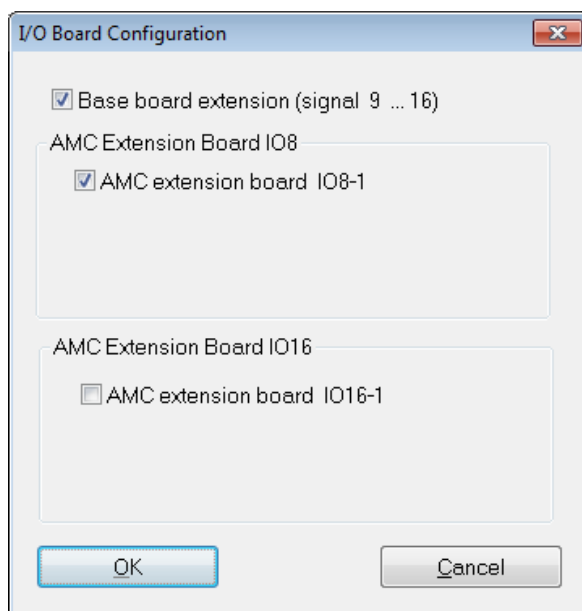 I/O Board Configuration
Base board extension (signal 9 ... 16)
AMC Extension Board IO8
AMC extension board IO8-1
AMC Extension Board IO16
AMC extension board IO16-1
OK
Cancel